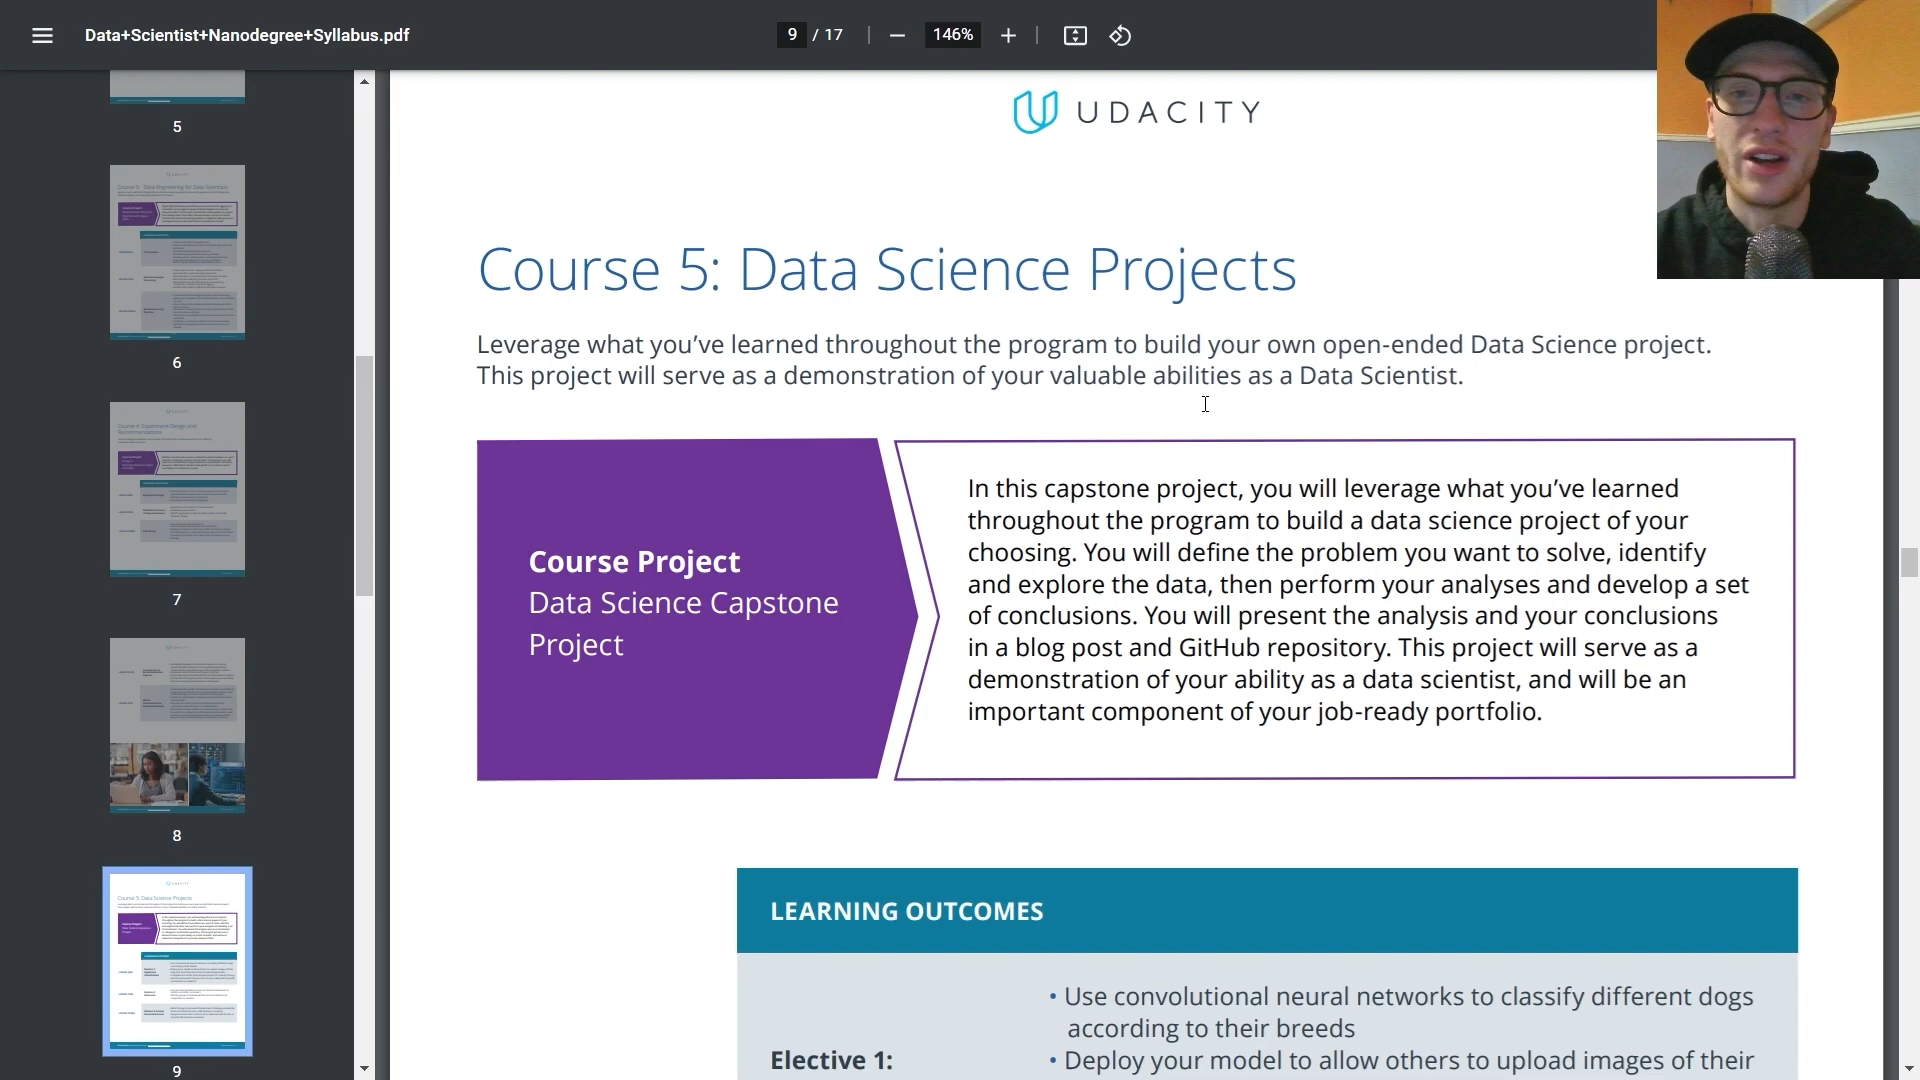 Data+Scientist+Nanodegree+Syllabus.pdf
9 / 17
146%
5
6
7
8
9
UDACITY
Course 5: Data Science Projects
Leverage what you’ve learned throughout the program to build your own open-ended Data Science project.
This project will serve as a demonstration of your valuable abilities as a Data Scientist.
Course Project
Data Science Capstone
Project
In this capstone project, you will leverage what you’ve learned
throughout the program to build a data science project of your
choosing. You will define the problem you want to solve, identify
and explore the data, then perform your analyses and develop a set
of conclusions. You will present the analysis and your conclusions
in a blog post and GitHub repository. This project will serve as a
demonstration of your ability as a data scientist, and will be an
important component of your job-ready portfolio.
LEARNING OUTCOMES
• Use convolutional neural networks to classify different dogs
according to their breeds
Elective 1:
• Deploy your model to allow others to upload images of their